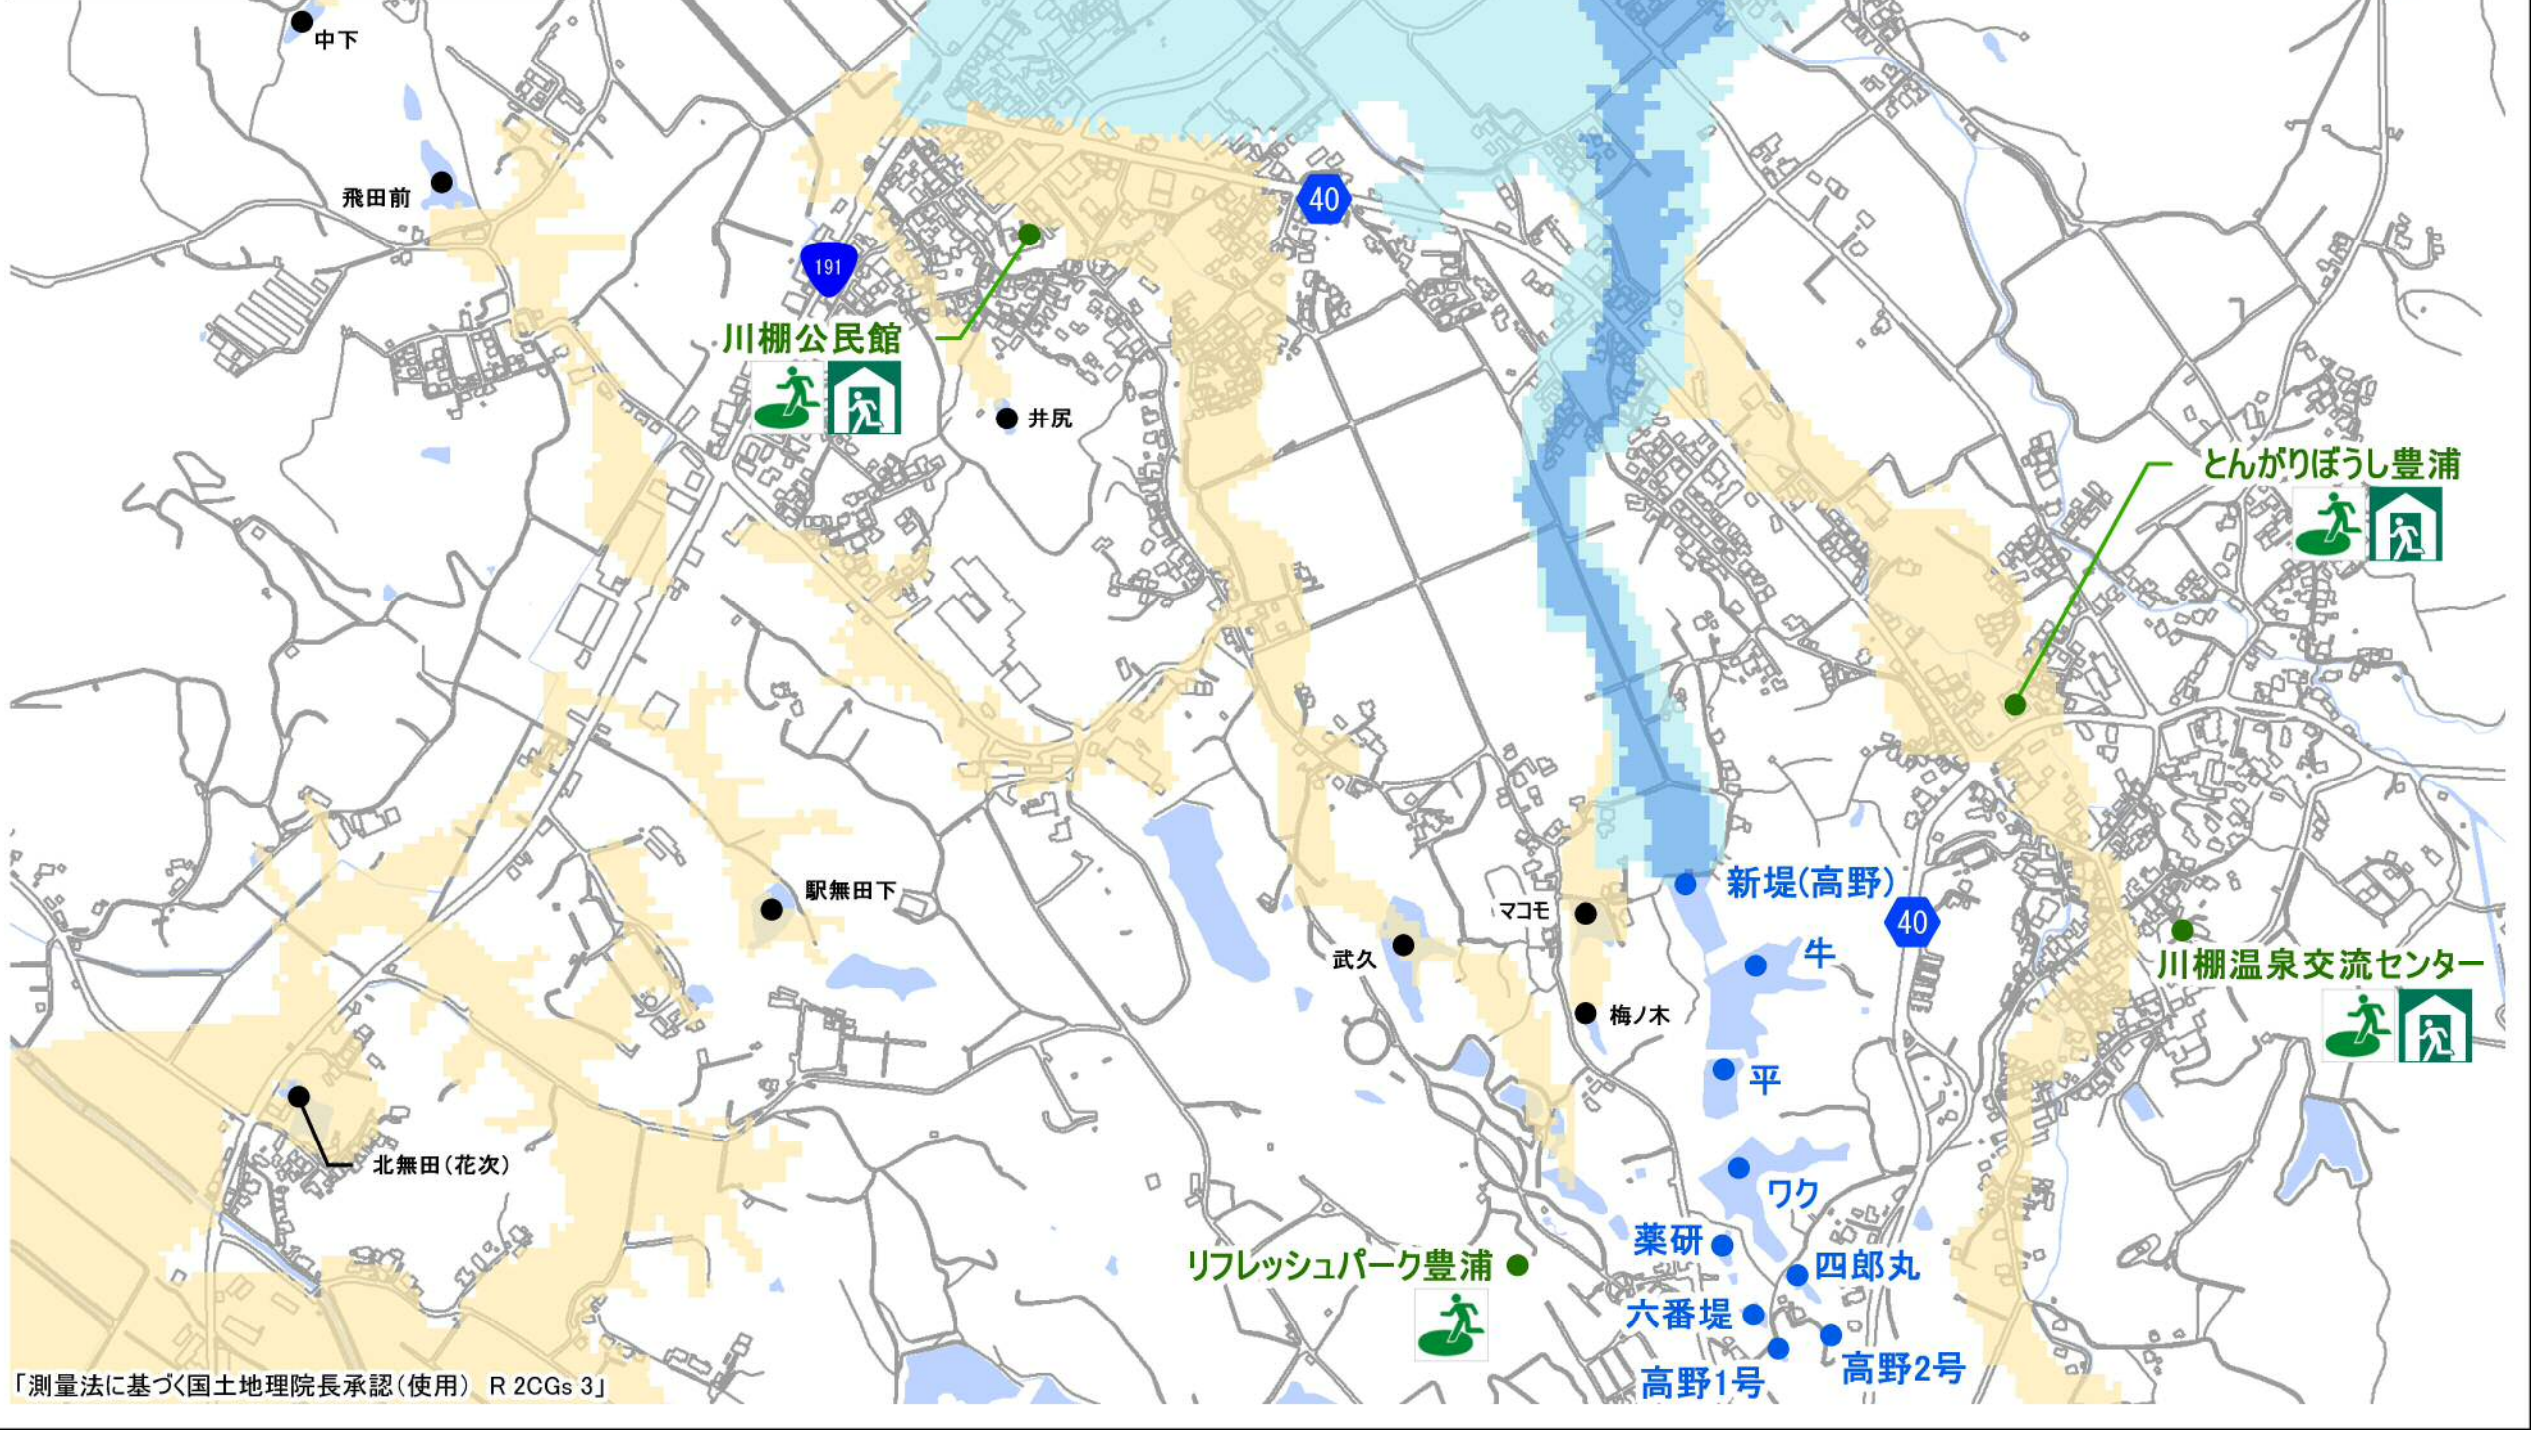 中下
飛田前
40
191
川棚公民館
井尻
とんがりぼうし豊浦
駅無田下
新堤(高野)
マコモ
40
牛
武久
川棚温泉交流センター
梅ノ木
平
北無田(花次)
ワク
薬研
リフレッシュパーク豊浦
四郎丸
六番堤
高野2号
高野1号
「測量法に基づく国土地理院長承認(使用) R 2CGs 3」